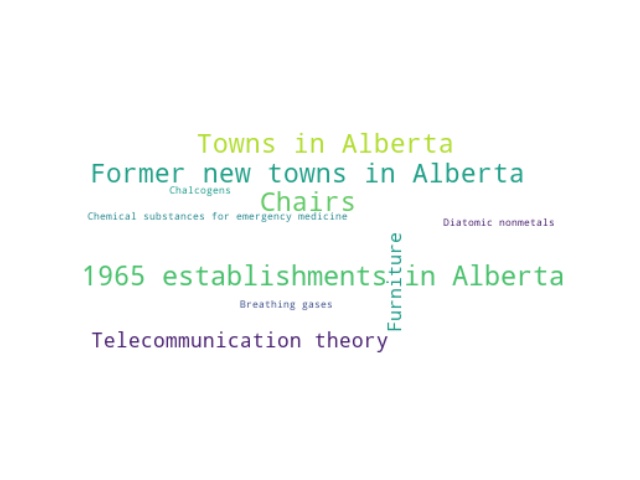 Towns in Alberta
Former new towns in Alberta
Chalcogens
Chairs
Chemical substances for emergency medicine
Diatomic nonmetals
Furniture
1965 establishments in Alberta
Breathing gases
Telecommunication theory